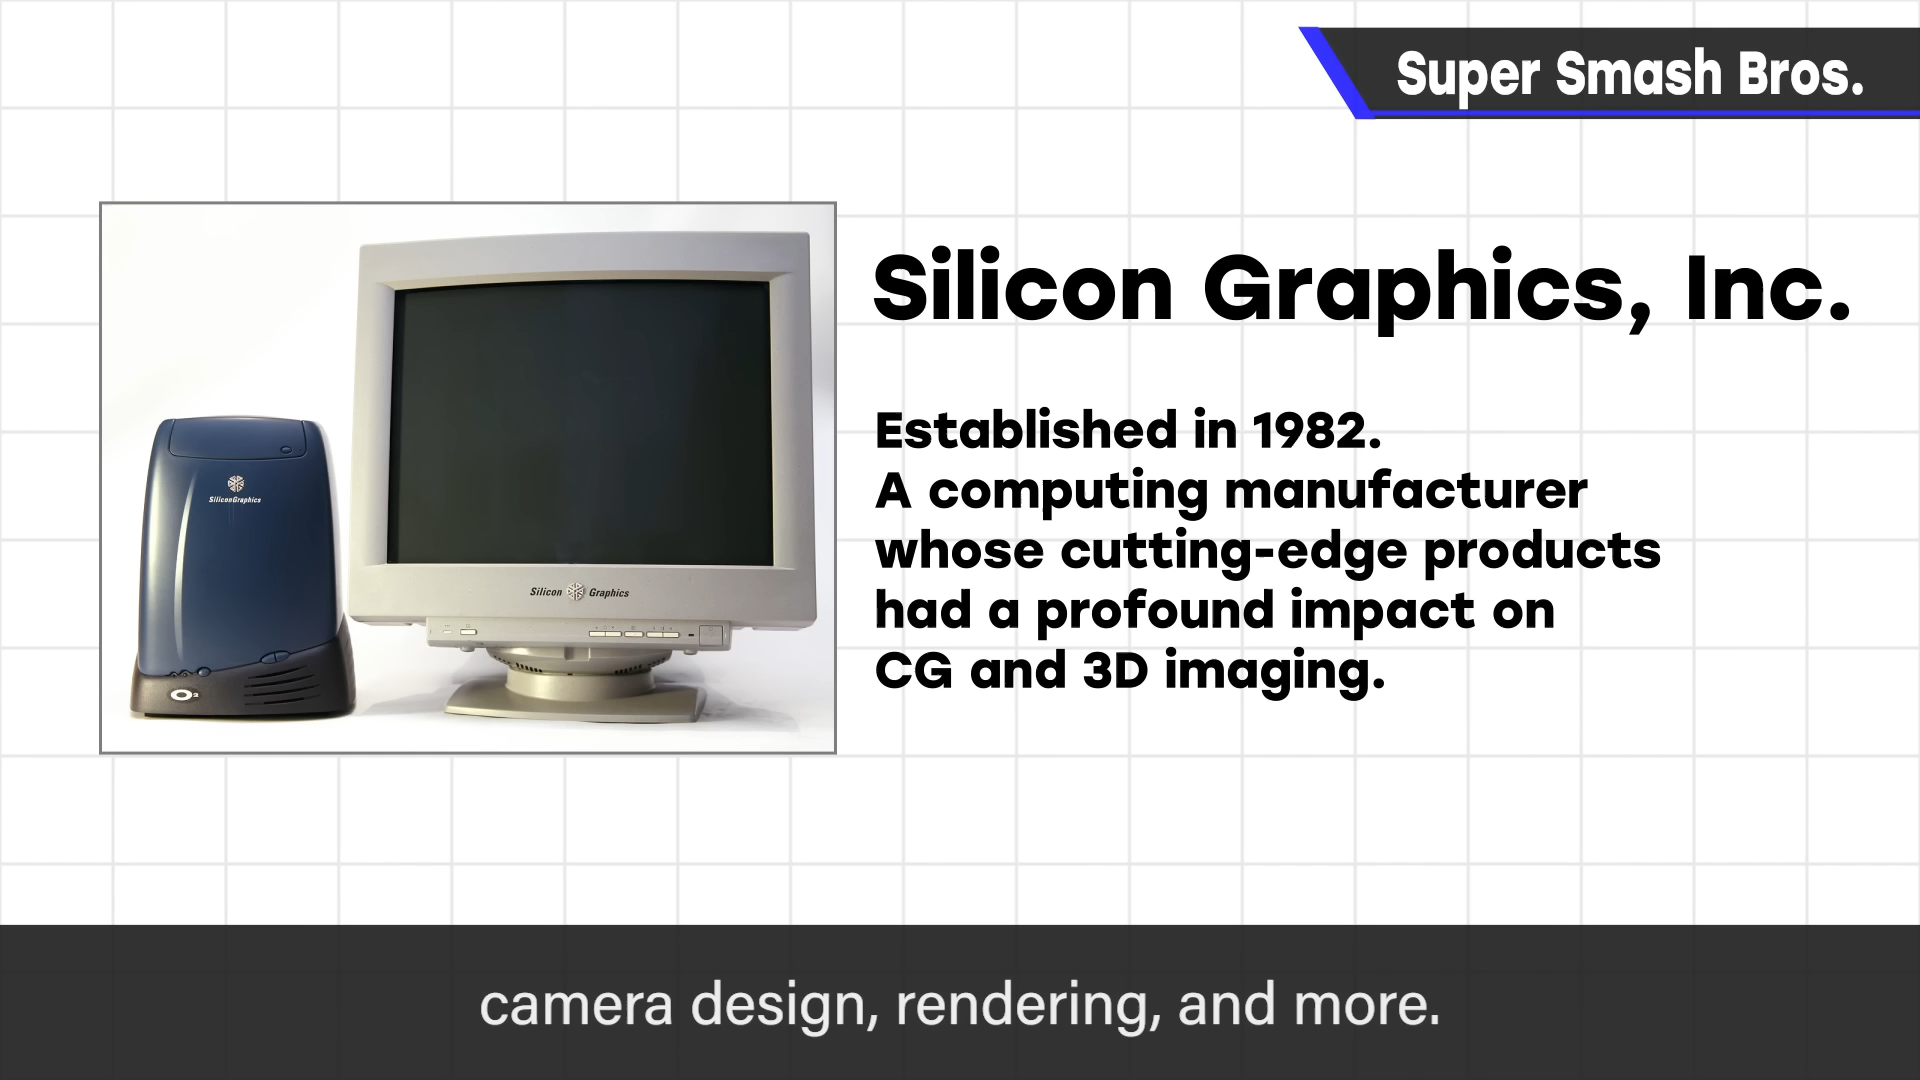 Super Smash Bros.
Silicon Graphics, Inc.
Established in 1982.
A computing manufacturer
whose cutting-edge products
had a profound impact on
CG and 3D imaging.
SiliconGraphics
Silicon Graphics
O2
camera design, rendering, and more.